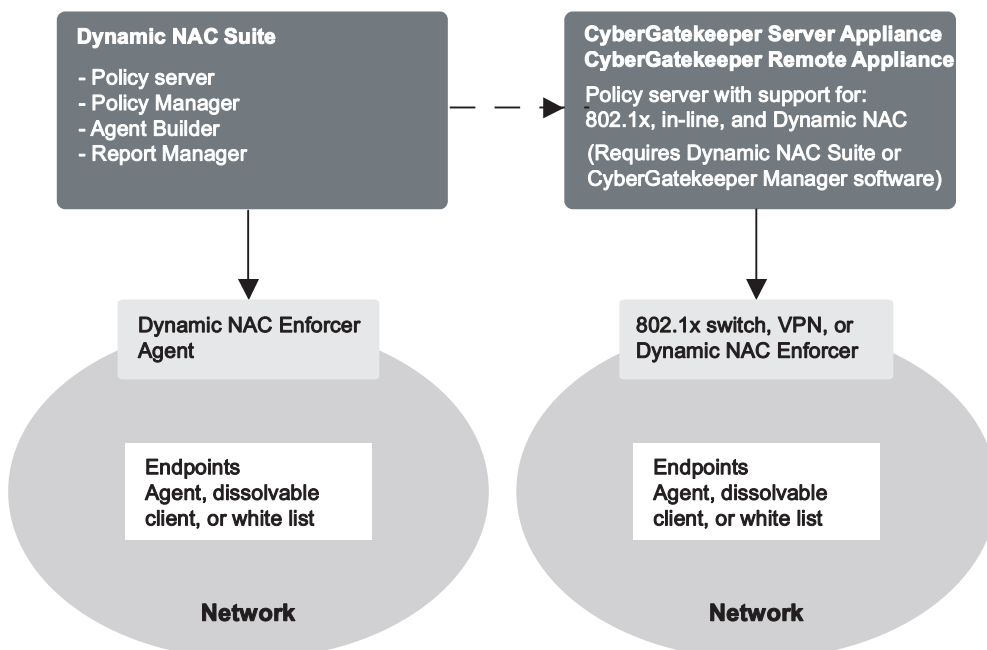 Dynamic NAC Suite
- Policy server
- Policy Manager
- Agent Builder
- Report Manager
CyberGatekeeper Server Appliance
CyberGatekeeper Remote Appliance
Policy server with support for:
802.1x, in-line, and Dynamic NAC
(Requires Dynamic NAC Suite or
CyberGatekeeper Manager software)
Dynamic NAC Enforcer
Agent
802.1x switch, VPN, or
Dynamic NAC Enforcer
Endpoints
Agent, dissolvable
client, or white list
Endpoints
Agent, dissolvable
client, or white list
Network
Network